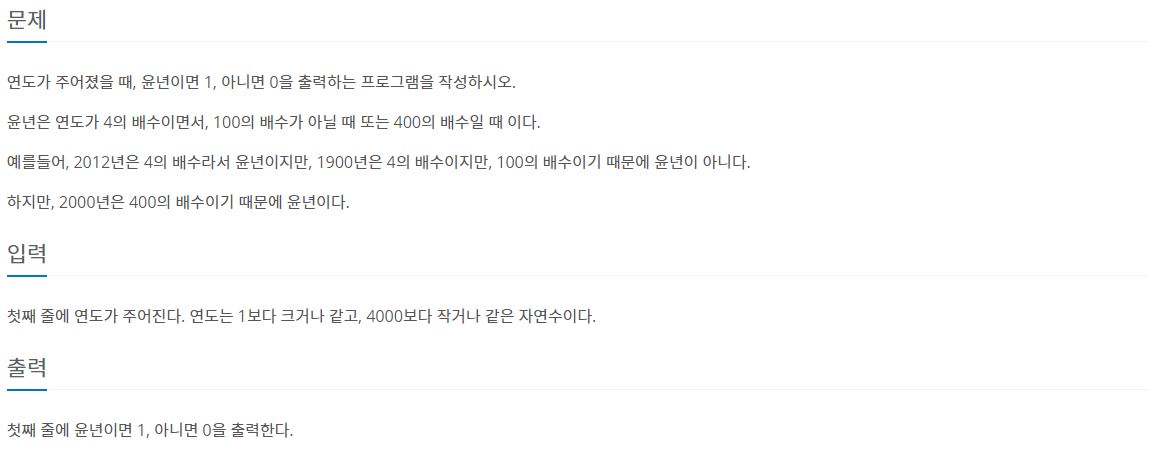 문제
연도가 주어졌을 때, 윤년이면 1, 아니면 0을 출력하는 프로그램을 작성하시오.
윤년은 연도가 4의 배수이면서, 100의 배수가 아닐 때 또는 400의 배수일 때 이다.
예를들어, 2012년은 4의 배수라서 윤년이지만, 1900년은 4의 배수이지만, 100의 배수이기 때문에 윤년이 아니다.
하지만, 2000년은 400의 배수이기 때문에 윤년이다.
입력
첫째 줄에 연도가 주어진다. 연도는 1보다 크거나 같고, 4000보다 작거나 같은 자연수이다.
출력
첫째 줄에 윤년이면 1, 아니면 0을 출력한다.